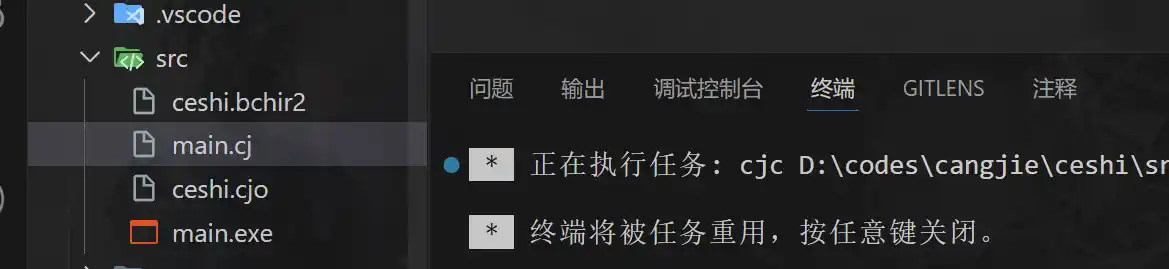 .vscode
src
ceshi.bchir2
main.cj
ceshi.cjo
main.exe
问题 输出 调试控制台 终端 GITLENS 注释
* 正在执行任务: cjc D:\codes\cangjie\ceshi\sr
* 终端将被任务重用，按任意键关闭。